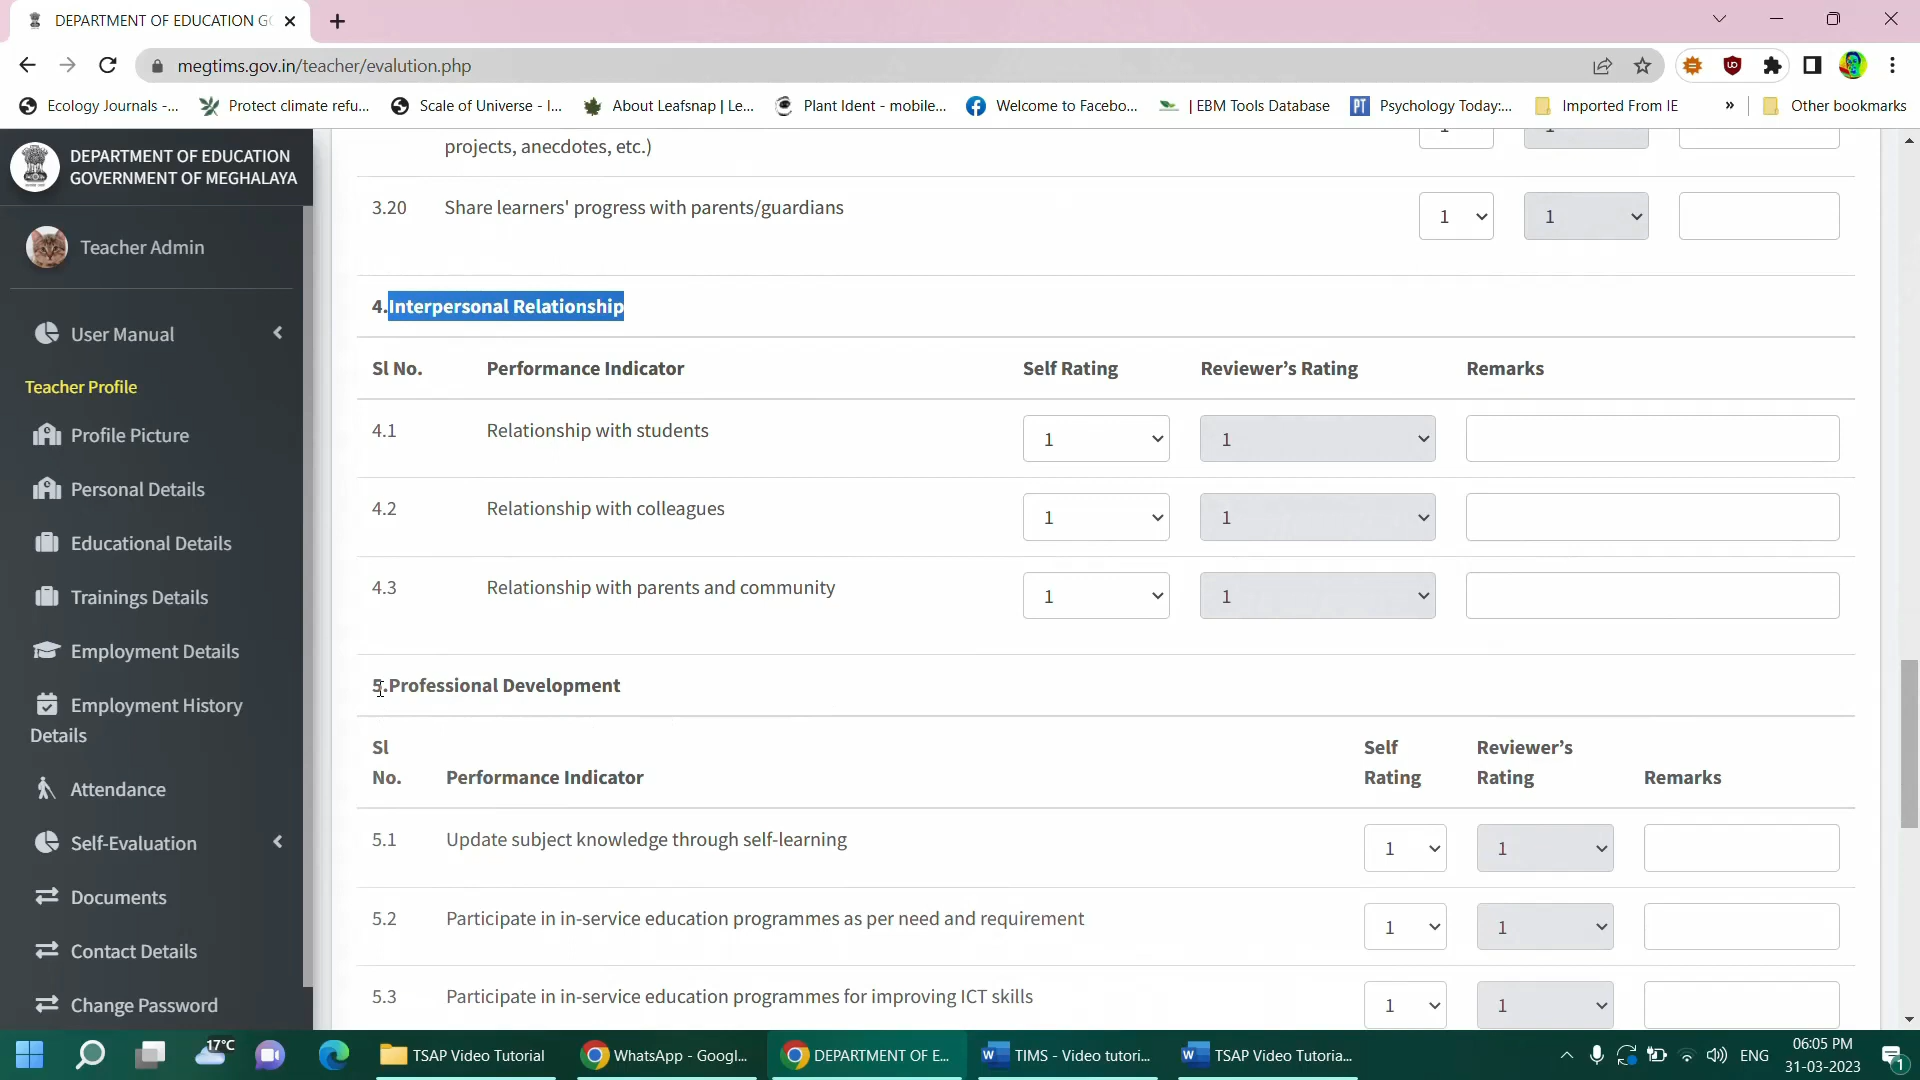 DEPARTMENT OF EDUCATION G
megtims.gov.in/teacher/evalution.php
Ecology Journals -... Protect climate refu... Scale of Universe - I... About Leafsnap | Le... Plant Ident - mobile... Welcome to Facebo... | EBM Tools Database PT Psychology Today:... Imported From IE » Other bookmarks
DEPARTMENT OF EDUCATION
GOVERNMENT OF MEGHALAYA
Teacher Admin
User Manual
Teacher Profile
Profile Picture
Personal Details
Educational Details
Trainings Details
Employment Details
Employment History
Details
Attendance
Self-Evaluation
Documents
Contact Details
Change Password
projects, anecdotes, etc.)
3.20 Share learners' progress with parents/guardians 1 1
4.Interpersonal Relationship
Sl No. Performance Indicator Self Rating Reviewer’s Rating Remarks
4.1 Relationship with students 1 1
4.2 Relationship with colleagues 1 1
4.3 Relationship with parents and community 1 1
5.Professional Development
Sl Self Reviewer’s
No. Performance Indicator Rating Rating Remarks
5.1 Update subject knowledge through self-learning 1 1
5.2 Participate in in-service education programmes as per need and requirement 1 1
5.3 Participate in in-service education programmes for improving ICT skills 1 1
17°C TSAP Video Tutorial WhatsApp - Googl... DEPARTMENT OF E... TIMS - Video tutori... TSAP Video Tutoria... ENG 06:05 PM
31-03-2023 1